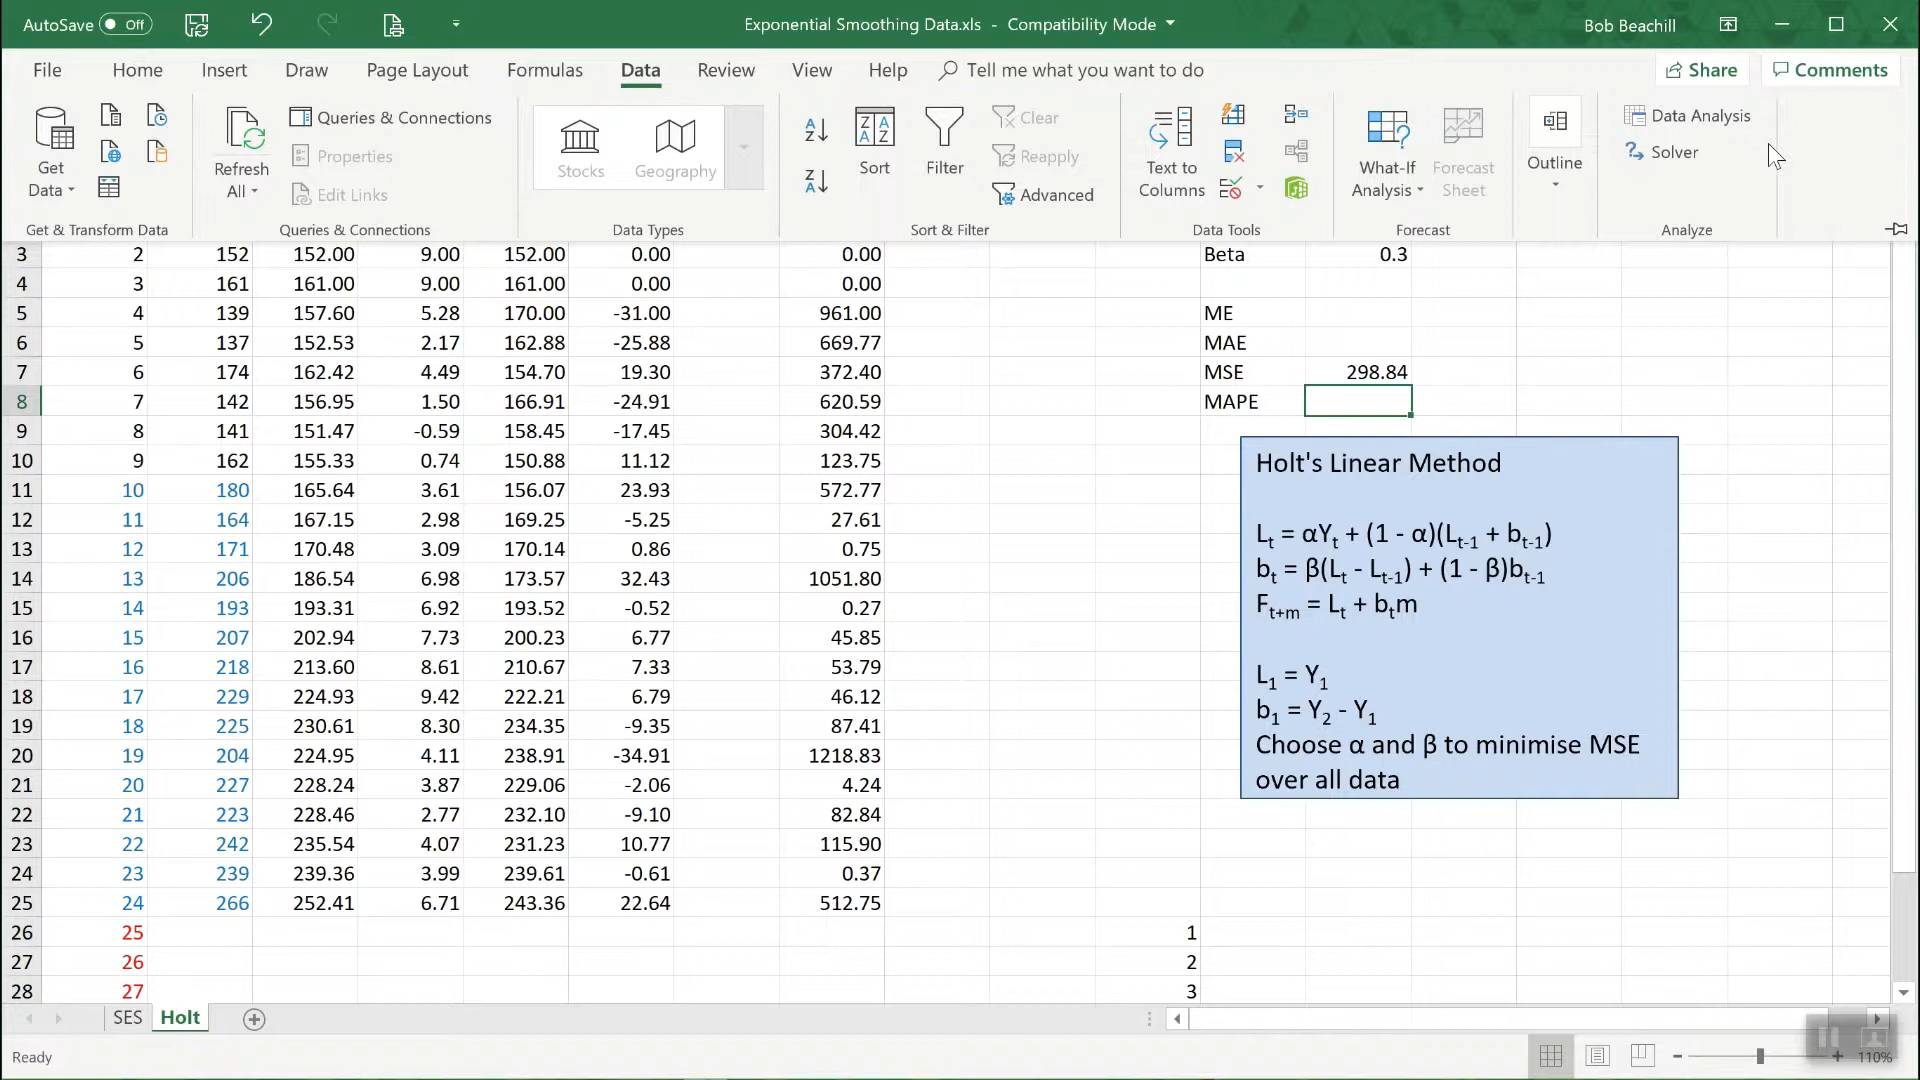 AutoSave Off Exponential Smoothing Data.xls - Compatibility Mode Bob Beachill
File Home Insert Draw Page Layout Formulas Data Review View Help Tell me what you want to do Share Comments
Get Data
Refresh All
Queries & Connections
Properties
Edit Links
Stocks
Geography
Sort
Filter
Clear
Reapply
Advanced
Text to Columns
What-If Analysis
Forecast Sheet
Outline
Data Analysis
Solver
Get & Transform Data Queries & Connections Data Types Sort & Filter Data Tools Forecast Analyze
3 2 152 152.00 9.00 152.00 0.00 0.00 Beta 0.3
4 3 161 161.00 9.00 161.00 0.00 0.00
5 4 139 157.60 5.28 170.00 -31.00 961.00 ME
6 5 137 152.53 2.17 162.88 -25.88 669.77 MAE
7 6 174 162.42 4.49 154.70 19.30 372.40 MSE 298.84
8 7 142 156.95 1.50 166.91 -24.91 620.59 MAPE
9 8 141 151.47 -0.59 158.45 -17.45 304.42
10 9 162 155.33 0.74 150.88 11.12 123.75
11 10 180 165.64 3.61 156.07 23.93 572.77
12 11 164 167.15 2.98 169.25 -5.25 27.61
13 12 171 170.48 3.09 170.14 0.86 0.75
14 13 206 186.54 6.98 173.57 32.43 1051.80
15 14 193 193.31 6.92 193.52 -0.52 0.27
16 15 207 202.94 7.73 200.23 6.77 45.85
17 16 218 213.60 8.61 210.67 7.33 53.79
18 17 229 224.93 9.42 222.21 6.79 46.12
19 18 225 230.61 8.30 234.35 -9.35 87.41
20 19 204 224.95 4.11 238.91 -34.91 1218.83
21 20 227 228.24 3.87 229.06 -2.06 4.24
22 21 223 228.46 2.77 232.10 -9.10 82.84
23 22 242 235.54 4.07 231.23 10.77 115.90
24 23 239 239.36 3.99 239.61 -0.61 0.37
25 24 266 252.41 6.71 243.36 22.64 512.75
26 25 1
27 26 2
28 27 3
Holt's Linear Method
Lt = αYt + (1 - α)(Lt-1 + bt-1)
bt = β(Lt - Lt-1) + (1 - β)bt-1
Ft+m = Lt + btm
L1 = Y1
b1 = Y2 - Y1
Choose α and β to minimise MSE
over all data
SES Holt
Ready 110%